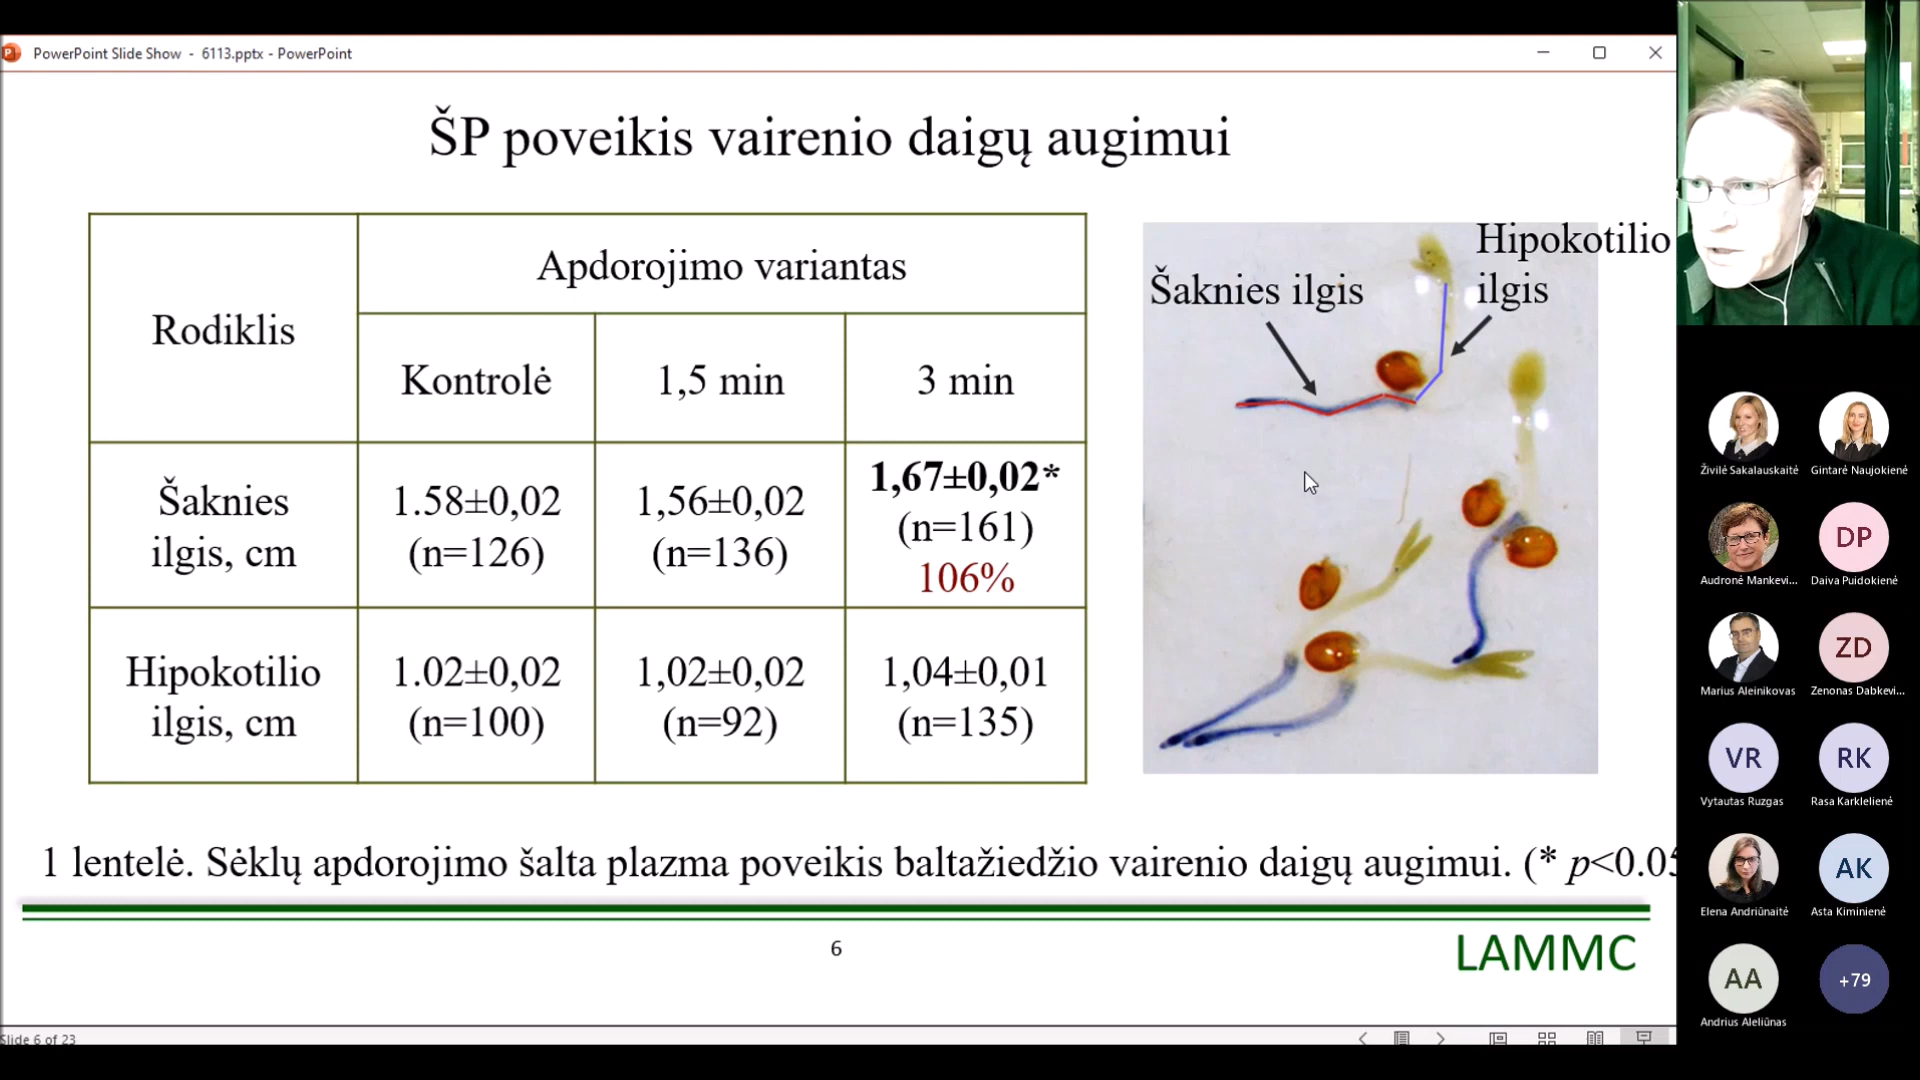 PowerPoint Slide Show - 6113.pptx - PowerPoint
ŠP poveikis vairenio daigų augimui
Rodiklis
Apdorojimo variantas
Kontrolė
1,5 min
3 min
Šaknies
ilgis, cm
1.58±0,02
(n=126)
1,56±0,02
(n=136)
1,67±0,02*
(n=161)
106%
Hipokotilio
ilgis, cm
1.02±0,02
(n=100)
1,02±0,02
(n=92)
1,04±0,01
(n=135)
Šaknies ilgis
Hipokotilio
ilgis
1 lentelė. Sėklų apdorojimo šalta plazma poveikis baltažiedžio vairenio daigų augimui. (* p<0.05
6
LAMMC
Slide 6 of 23
Živilė Sakalauskaitė
Gintarė Naujokienė
Audronė Mankevi...
DP
Daiva Puidokienė
Marius Aleinikovas
ZD
Zenonas Dabkevi...
VR
Vytautas Ruzgas
RK
Rasa Karklelienė
Elena Andriūnaitė
AK
Asta Kiminienė
AA
Andrius Aleliūnas
+79